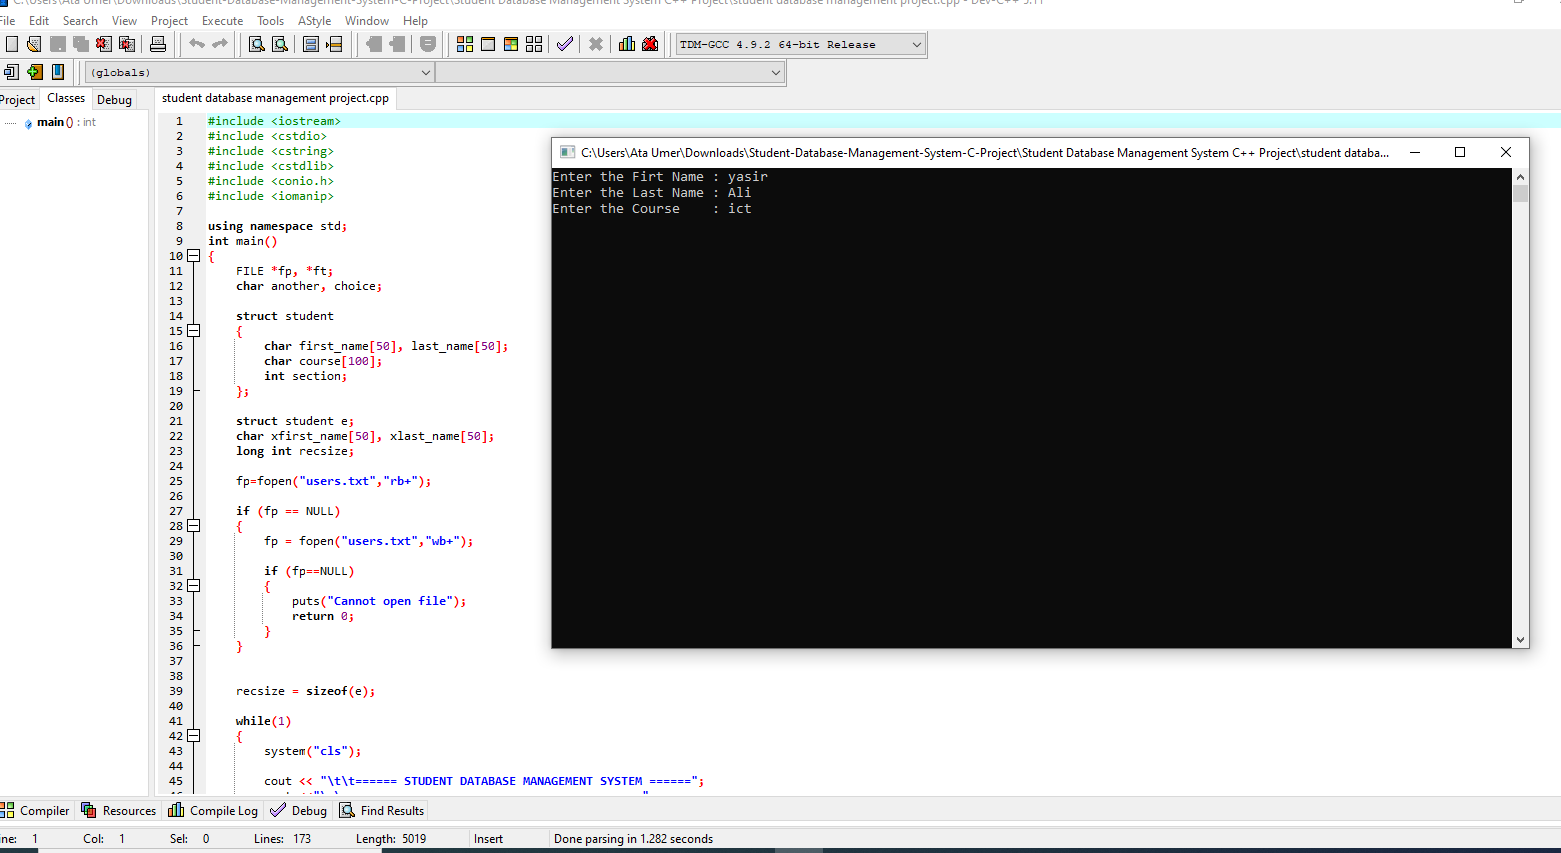 C:\Users\Ata Umer\Downloads\Student-Database-Management-System-C-Project\Student Database Management System C++ Project\student database management project.cpp - Dev-C++ 5.11
File Edit Search View Project Execute Tools AStyle Window Help
TDM-GCC 4.9.2 64-bit Release
(globals)
Project Classes Debug
student database management project.cpp
main () : int
1 #include <iostream>
2 #include <cstdio>
3 #include <cstring>
4 #include <cstdlib>
5 #include <conio.h>
6 #include <iomanip>
7
8 using namespace std;
9 int main()
10 {
11 FILE *fp, *ft;
12 char another, choice;
13
14 struct student
15 {
16 char first_name[50], last_name[50];
17 char course[100];
18 int section;
19 };
20
21 struct student e;
22 char xfirst_name[50], xlast_name[50];
23 long int recsize;
24
25 fp=fopen("users.txt","rb+");
26
27 if (fp == NULL)
28 {
29 fp = fopen("users.txt","wb+");
30
31 if (fp==NULL)
32 {
33 puts("Cannot open file");
34 return 0;
35 }
36 }
37
38
39 recsize = sizeof(e);
40
41 while(1)
42 {
43 system("cls");
44
45 cout << "\t\t====== STUDENT DATABASE MANAGEMENT SYSTEM ======";
C:\Users\Ata Umer\Downloads\Student-Database-Management-System-C-Project\Student Database Management System C++ Project\student databa...
Enter the Firt Name : yasir
Enter the Last Name : Ali
Enter the Course : ict
Compiler Resources Compile Log Debug Find Results
ine: 1 Col: 1 Sel: 0 Lines: 173 Length: 5019 Insert Done parsing in 1.282 seconds